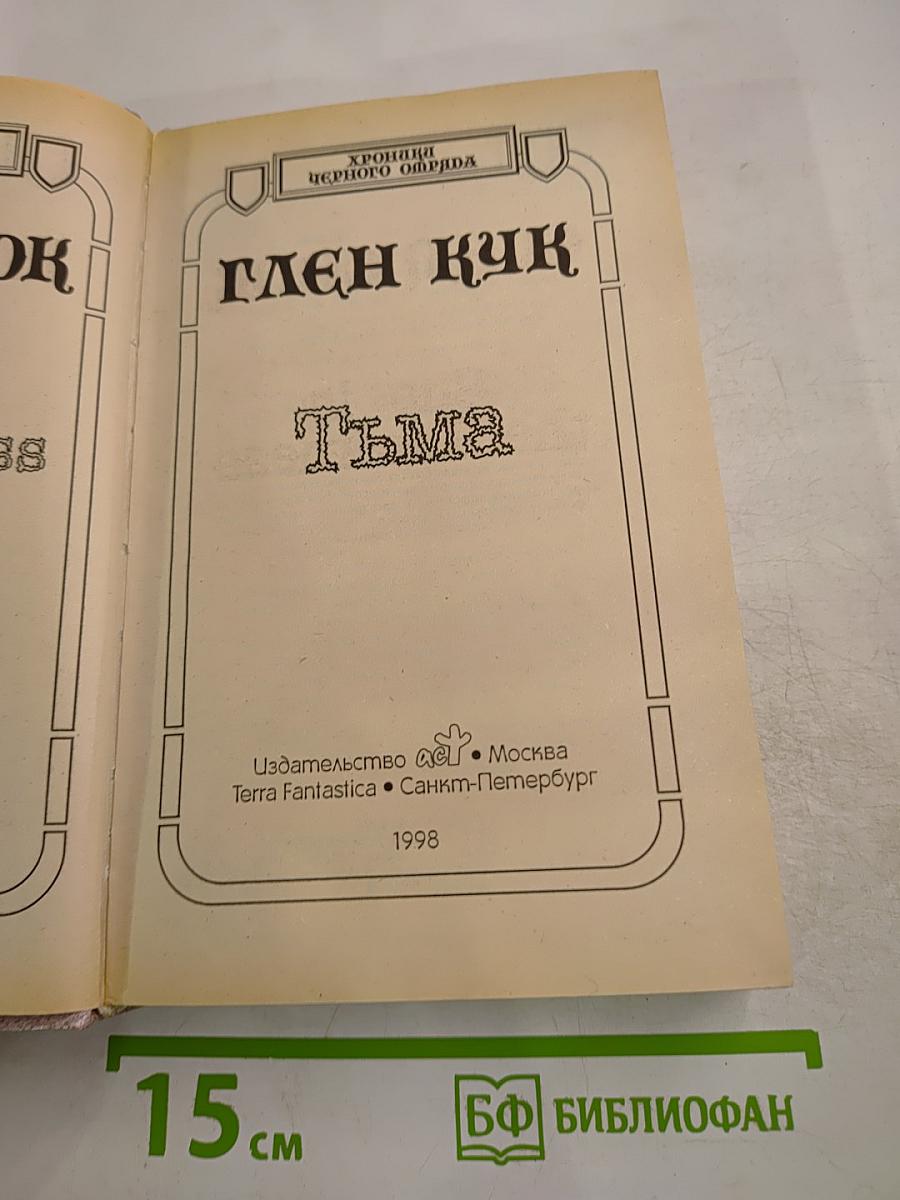 ХРОНИКИ
ЧЕРНОГО ОТРЯДА
ГЛЕН КУК
Тьма
Издательство аст • Москва
Terra Fantastica • Санкт-Петербург
1998
15 см
БФ БИБЛИОФАН